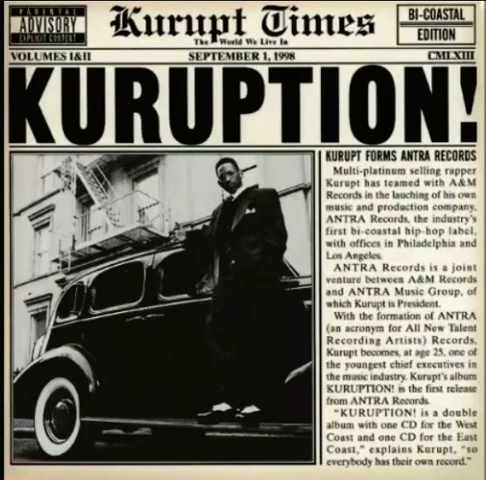 PARENTAL
ADVISORY
EXPLICIT CONTENT
Kurupt Times
The World We Live In
BI-COASTAL
EDITION
VOLUMES I&II
SEPTEMBER 1, 1998
CMLXIII
KURUPTION!
KURUPT FORMS ANTRA RECORDS
Multi-platinum selling rapper
Kurupt has teamed with A&M
Records in the lauching of his own
music and production company,
ANTRA Records, the industry's
first bi-coastal hip-hop label,
with offices in Philadelphia and
Los Angeles.
ANTRA Records is a joint
venture between A&M Records
and ANTRA Music Group, of
which Kurupt is President.
With the formation of ANTRA
(an acronym for All New Talent
Recording Artists) Records,
Kurupt becomes, at age 25, one of
the youngest chief executives in
the music industry. Kurupt's album
KURUPTION! is the first release
from ANTRA Records.
"KURUPTION! is a double
album with one CD for the West
Coast and one CD for the East
Coast," explains Kurupt, "so
everybody has their own record."